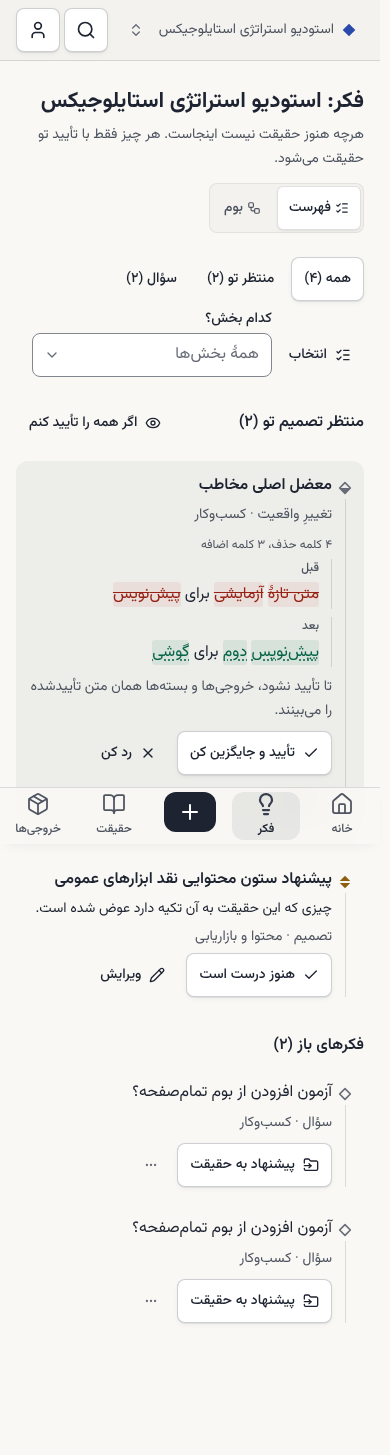 استودیو استراتژی استایلوجیکس
فکر: استودیو استراتژی استایلوجیکس
هرچه هنوز حقیقت نیست اینجاست. هر چیز فقط با تأیید تو
حقیقت می‌شود.
فهرست
بوم
همه (۴)
منتظر تو (۲)
سؤال (۲)
کدام بخش؟
انتخاب
همهٔ بخش‌ها
منتظر تصمیم تو (۲)
اگر همه را تأیید کنم
معضل اصلی مخاطب
تغییرِ واقعیت · کسب‌وکار
۴ کلمه حذف، ۳ کلمه اضافه
قبل
متن تازهٔ آزمایشی برای پیش‌نویس
بعد
پیش‌نویس دوم برای گوشی
تا تأیید نشود، خروجی‌ها و بسته‌ها همان متن تأییدشده
را می‌بینند.
تأیید و جایگزین کن
رد کن
خانه
فکر
حقیقت
خروجی‌ها
پیشنهاد ستون محتوایی نقد ابزارهای عمومی
چیزی که این حقیقت به آن تکیه دارد عوض شده است.
تصمیم · محتوا و بازاریابی
هنوز درست است
ویرایش
فکرهای باز (۲)
آزمون افزودن از بوم تمام‌صفحه؟
سؤال · کسب‌وکار
پیشنهاد به حقیقت
...
آزمون افزودن از بوم تمام‌صفحه؟
سؤال · کسب‌وکار
پیشنهاد به حقیقت
...